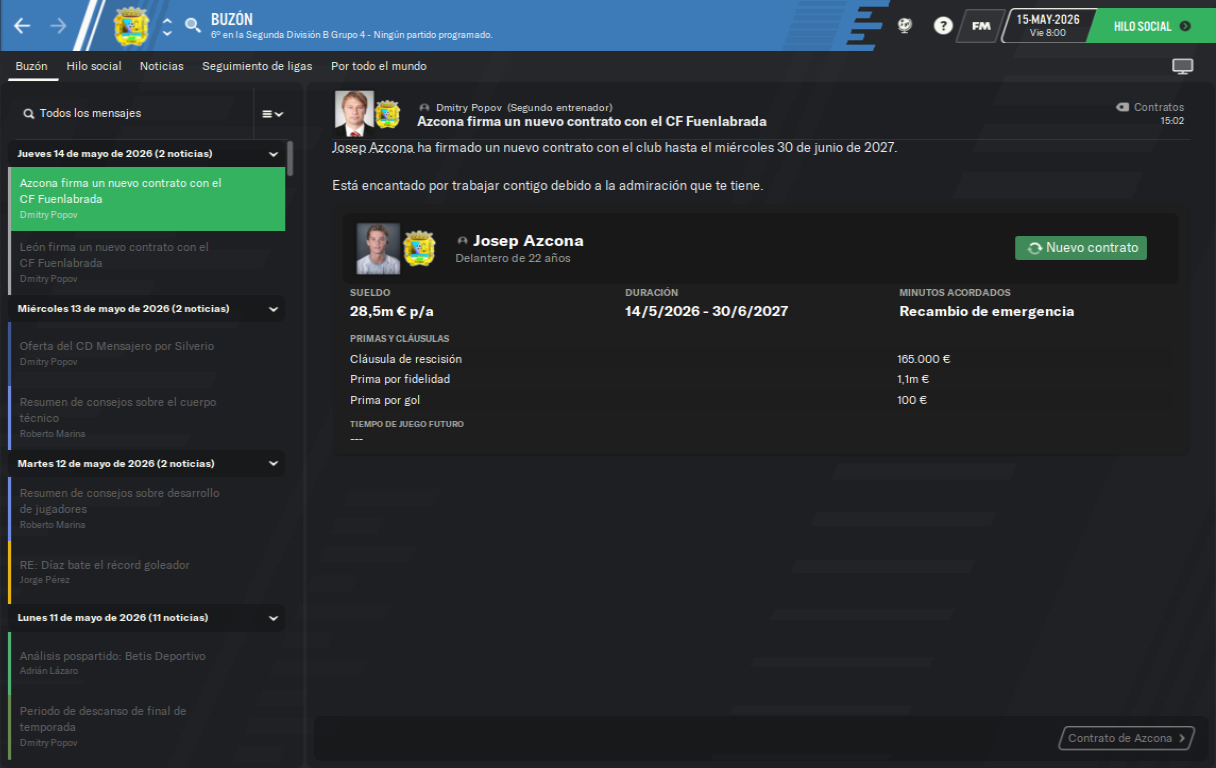 BUZÓN
6º en la Segunda División B Grupo 4 - Ningún partido programado.
?
FM
15-MAY-2026
Vie 8:00
HILO SOCIAL
Buzón
Hilo social
Noticias
Seguimiento de ligas
Por todo el mundo
Todos los mensajes
Jueves 14 de mayo de 2026 (2 noticias)
Azcona firma un nuevo contrato con el
CF Fuenlabrada
Dmitry Popov
León firma un nuevo contrato con el
CF Fuenlabrada
Dmitry Popov
Miércoles 13 de mayo de 2026 (2 noticias)
Oferta del CD Mensajero por Silverio
Dmitry Popov
Resumen de consejos sobre el cuerpo
técnico
Roberto Marina
Martes 12 de mayo de 2026 (2 noticias)
Resumen de consejos sobre desarrollo
de jugadores
Roberto Marina
RE: Díaz bate el récord goleador
Jorge Pérez
Lunes 11 de mayo de 2026 (11 noticias)
Análisis pospartido: Betis Deportivo
Adrián Lázaro
Periodo de descanso de final de
temporada
Dmitry Popov
Dmitry Popov (Segundo entrenador)
Azcona firma un nuevo contrato con el CF Fuenlabrada
Contratos
15:02
Josep Azcona ha firmado un nuevo contrato con el club hasta el miércoles 30 de junio de 2027.
Está encantado por trabajar contigo debido a la admiración que te tiene.
Josep Azcona
Delantero de 22 años
Nuevo contrato
SUELDO
28,5m € p/a
DURACIÓN
14/5/2026 - 30/6/2027
MINUTOS ACORDADOS
Recambio de emergencia
PRIMAS Y CLÁUSULAS
Cláusula de rescisión 165.000 €
Prima por fidelidad 1,1m €
Prima por gol 100 €
TIEMPO DE JUEGO FUTURO
---
Contrato de Azcona